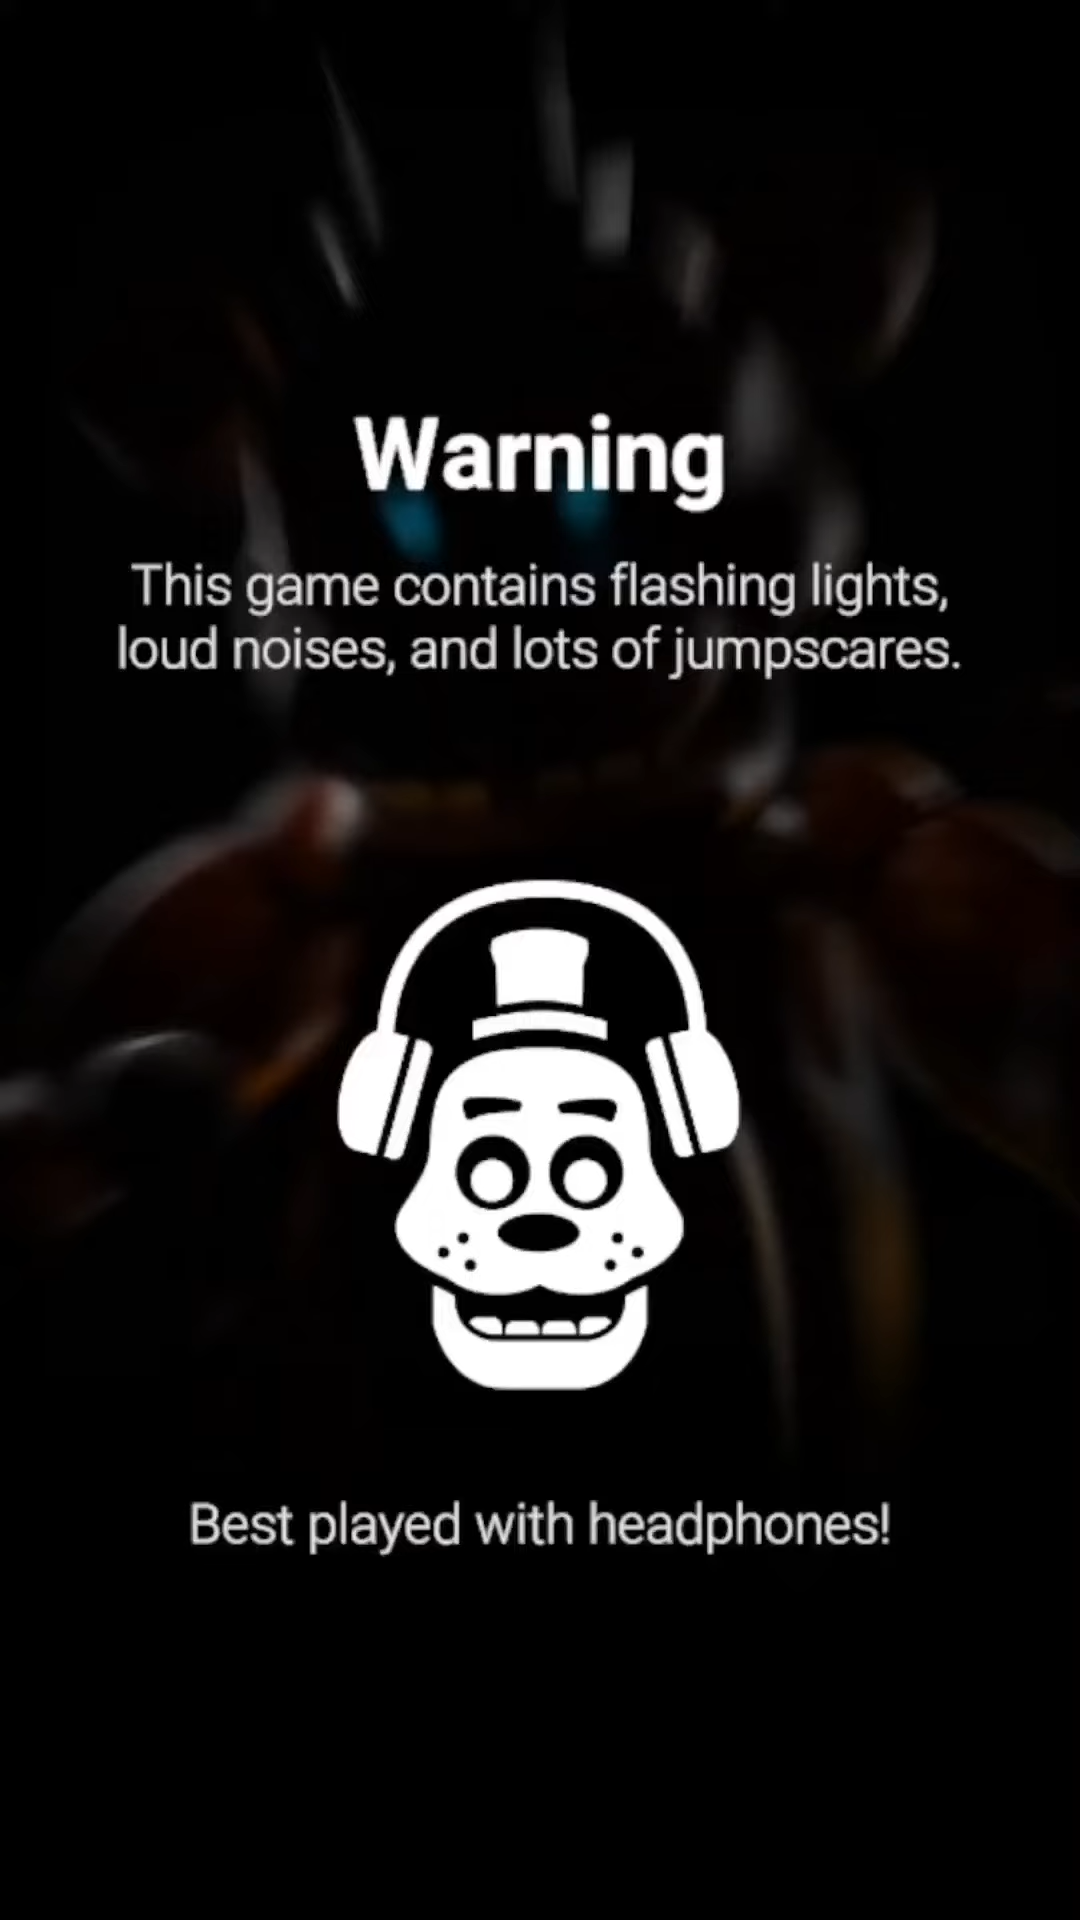 Warning
This game contains flashing lights,
loud noises, and lots of jumpscares.
Best played with headphones!